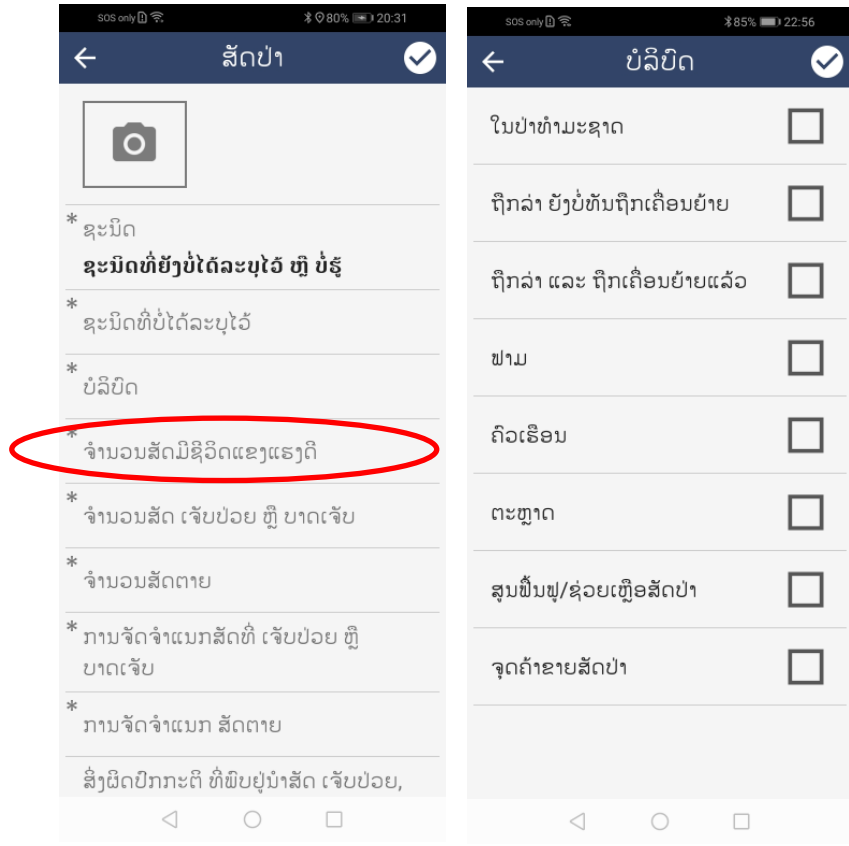 SOS only 80% 20:31
ສັດປ່າ
* ຊະນິດ
ຊະນິດທີ່ຍັງບໍ່ໄດ້ລະບຸໄວ້ ຫຼື ບໍ່ຮູ້
* ຊະນິດທີ່ບໍ່ໄດ້ລະບຸໄວ້
* ບໍລິບົດ
* ຈຳນວນສັດມີຊີວິດແຂງແຮງດີ
* ຈຳນວນສັດ ເຈັບປ່ວຍ ຫຼື ບາດເຈັບ
* ຈຳນວນສັດຕາຍ
* ການຈັດຈຳແນກສັດທີ່ ເຈັບປ່ວຍ ຫຼື
ບາດເຈັບ
* ການຈັດຈຳແນກ ສັດຕາຍ
ສິ່ງຜິດປົກກະຕິ ທີ່ພົບຢູ່ນຳສັດ ເຈັບປ່ວຍ,
SOS only 85% 22:56
ບໍລິບົດ
ໃນປ່າທຳມະຊາດ
ຖືກລ່າ ຍັງບໍ່ທັນຖືກເຄື່ອນຍ້າຍ
ຖືກລ່າ ແລະ ຖືກເຄື່ອນຍ້າຍແລ້ວ
ຟາມ
ຄົວເຮືອນ
ຕະຫຼາດ
ສູນຟື້ນຟູ/ຊ່ວຍເຫຼືອສັດປ່າ
ຈຸດຄ້າຂາຍສັດປ່າ